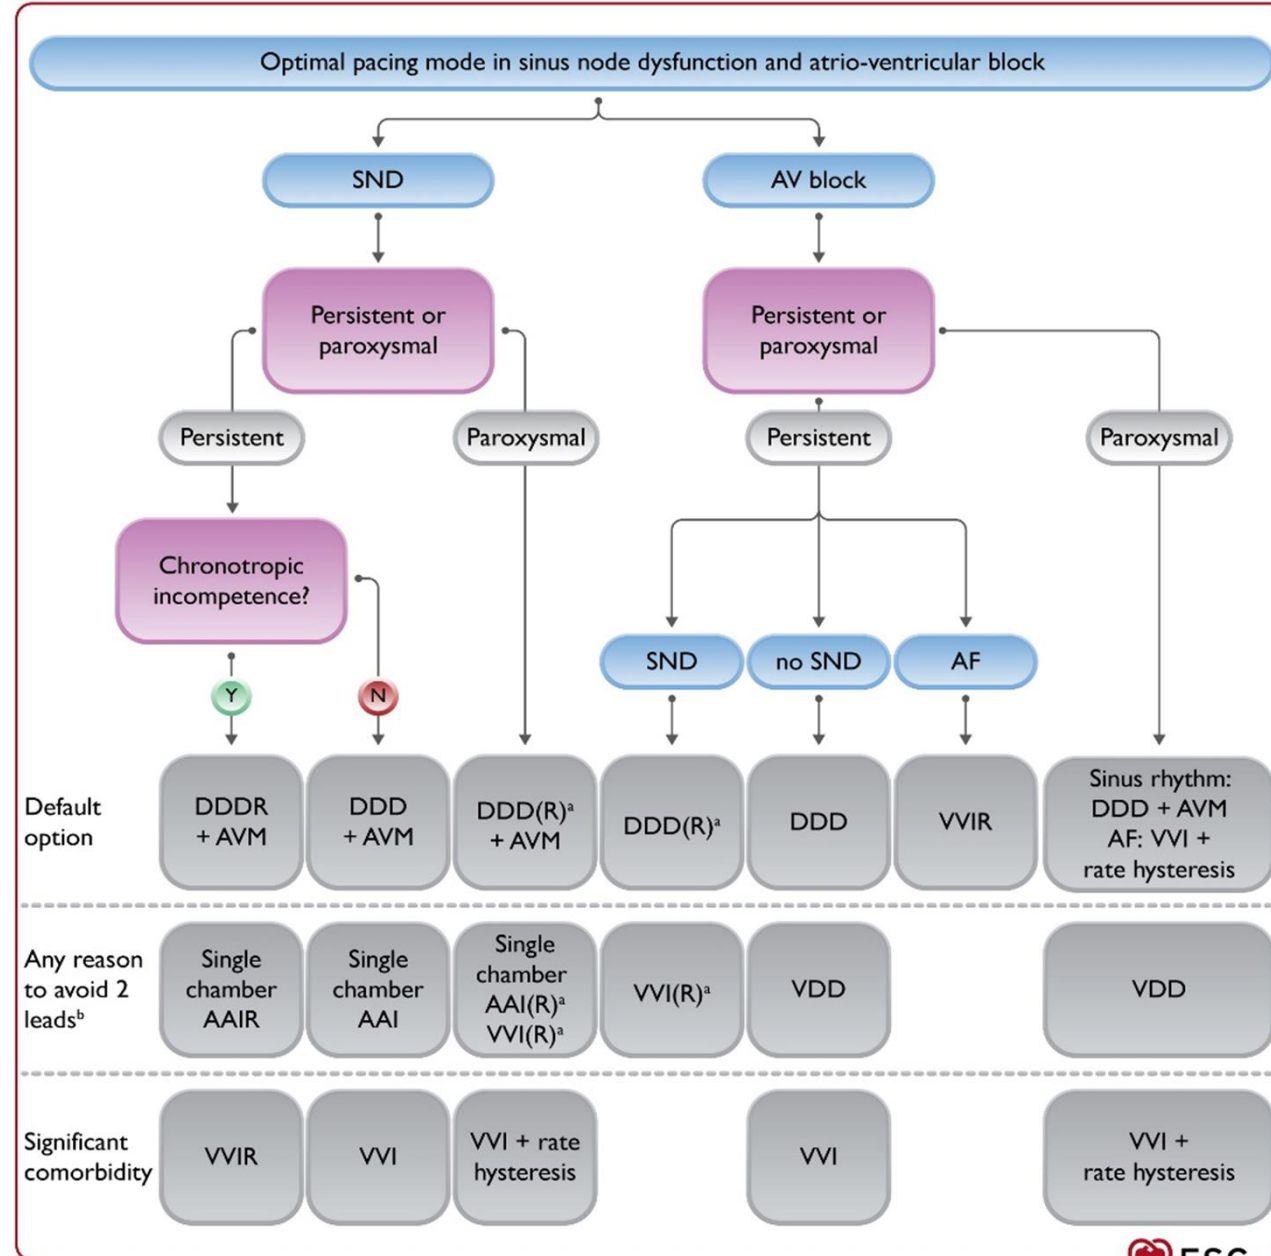 Optimal pacing mode in sinus node dysfunction and atrio-ventricular block
SND
AV block
Persistent or
paroxysmal
Persistent or
paroxysmal
Persistent
Paroxysmal
Persistent
Paroxysmal
Chronotropic
incompetence?
Y
N
SND
no SND
AF
Default
option
DDDR
+ AVM
DDD
+ AVM
DDD(R)ᵃ
+ AVM
DDD(R)ᵃ
DDD
VVIR
Sinus rhythm:
DDD + AVM
AF: VVI +
rate hysteresis
Any reason
to avoid 2
leadsᵇ
Single
chamber
AAIR
Single
chamber
AAI
Single
chamber
AAI(R)ᵃ
VVI(R)ᵃ
VVI(R)ᵃ
VDD
VDD
Significant
comorbidity
VVIR
VVI
VVI + rate
hysteresis
VVI
VVI +
rate hysteresis
ESC